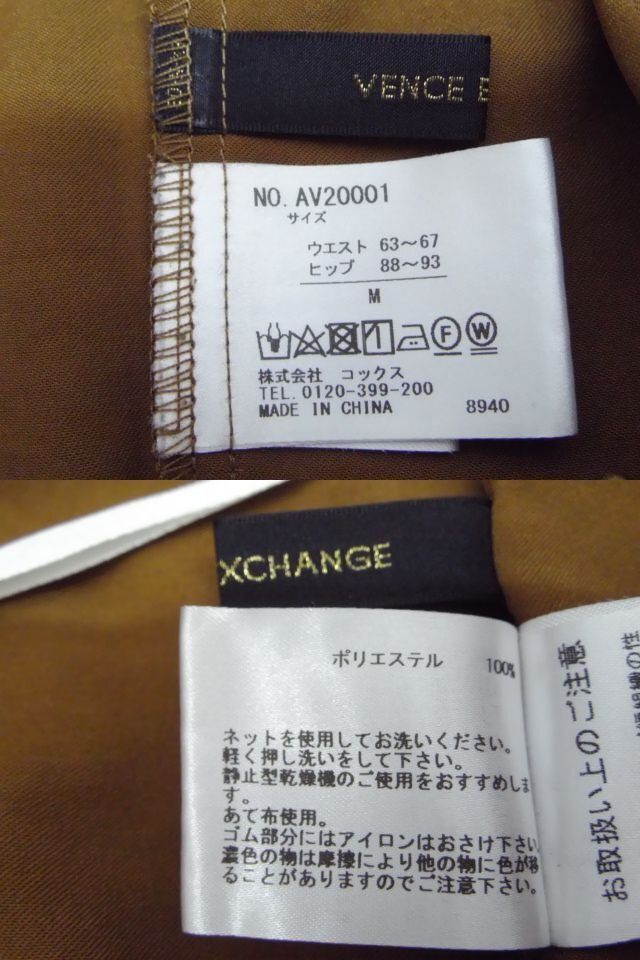 VENCE E
NO. AV20001
サイズ
ウエスト 63～67
ヒップ 88～93
M
F W
株式会社 コックス
TEL. 0120-399-200
MADE IN CHINA 8940
XCHANGE
ポリエステル 100%
ネットを使用してお洗いください。
軽く押し洗いをして下さい。
静止型乾燥機のご使用をおすすめしま
す。
あて布使用。
ゴム部分にはアイロンはおさけ下さい。
濃色の物は摩擦により他の物に色が移
ることがありますのでご注意下さい。
お取扱い上のご注意